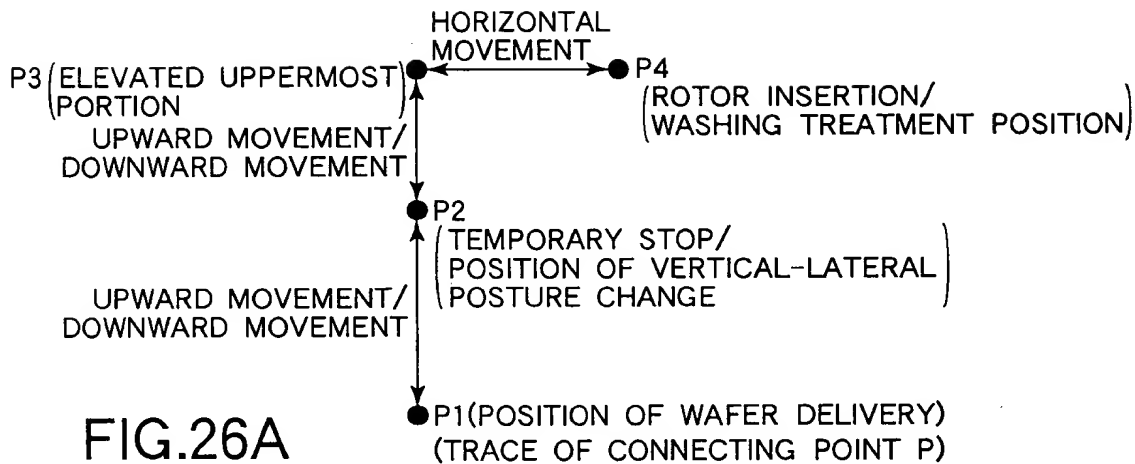 HORIZONTAL
MOVEMENT
P3 (ELEVATED UPPERMOST
PORTION)
P4
(ROTOR INSERTION/
WASHING TREATMENT POSITION)
UPWARD MOVEMENT/
DOWNWARD MOVEMENT
P2
(TEMPORARY STOP/
POSITION OF VERTICAL-LATERAL
POSTURE CHANGE)
UPWARD MOVEMENT/
DOWNWARD MOVEMENT
P1(POSITION OF WAFER DELIVERY)
(TRACE OF CONNECTING POINT P)
FIG.26A